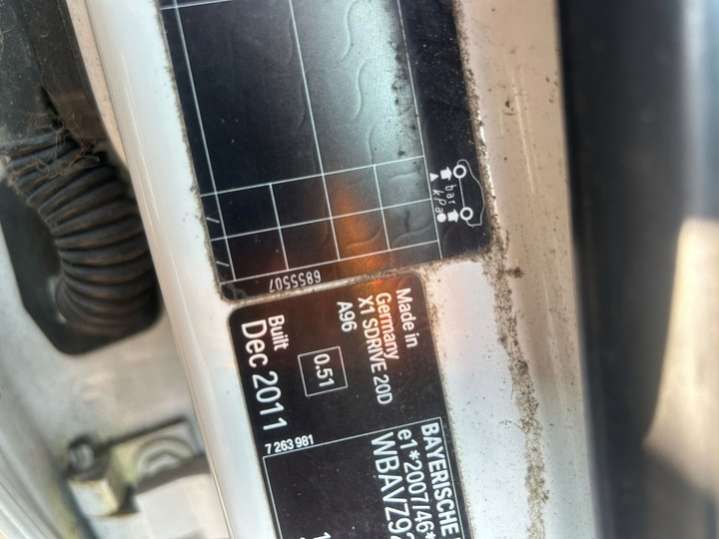 bar
kpa
6855507
Made in
Germany
X1 SDRIVE 20D
A96
0.51
Built
Dec 2011
7 263 981
BAYERISCHE
e1*2007/46*
WBAVZ92